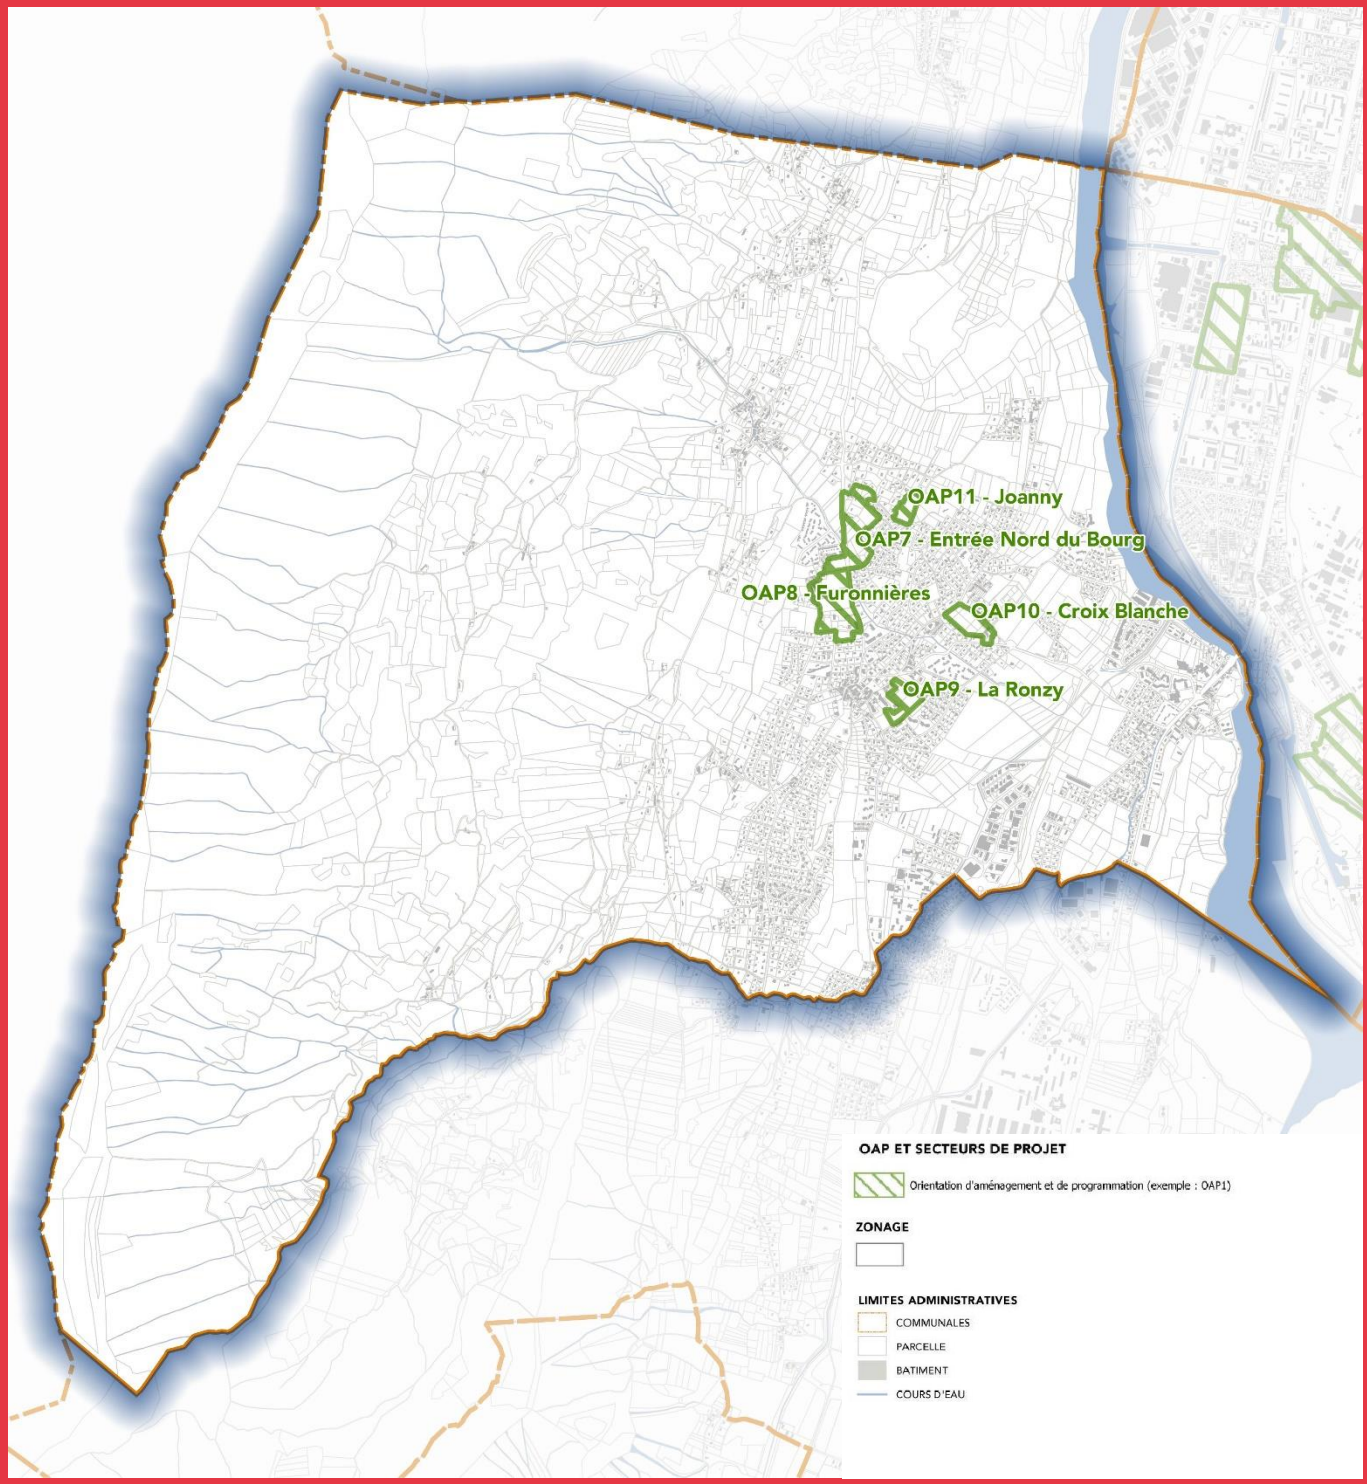 OAP11 - Joanny
OAP7 - Entrée Nord du Bourg
OAP8 - Furonnières
OAP10 - Croix Blanche
OAP9 - La Ronzy
OAP ET SECTEURS DE PROJET
Orientation d'aménagement et de programmation (exemple : OAP1)
ZONAGE
LIMITES ADMINISTRATIVES
COMMUNALES
PARCELLE
BATIMENT
COURS D'EAU